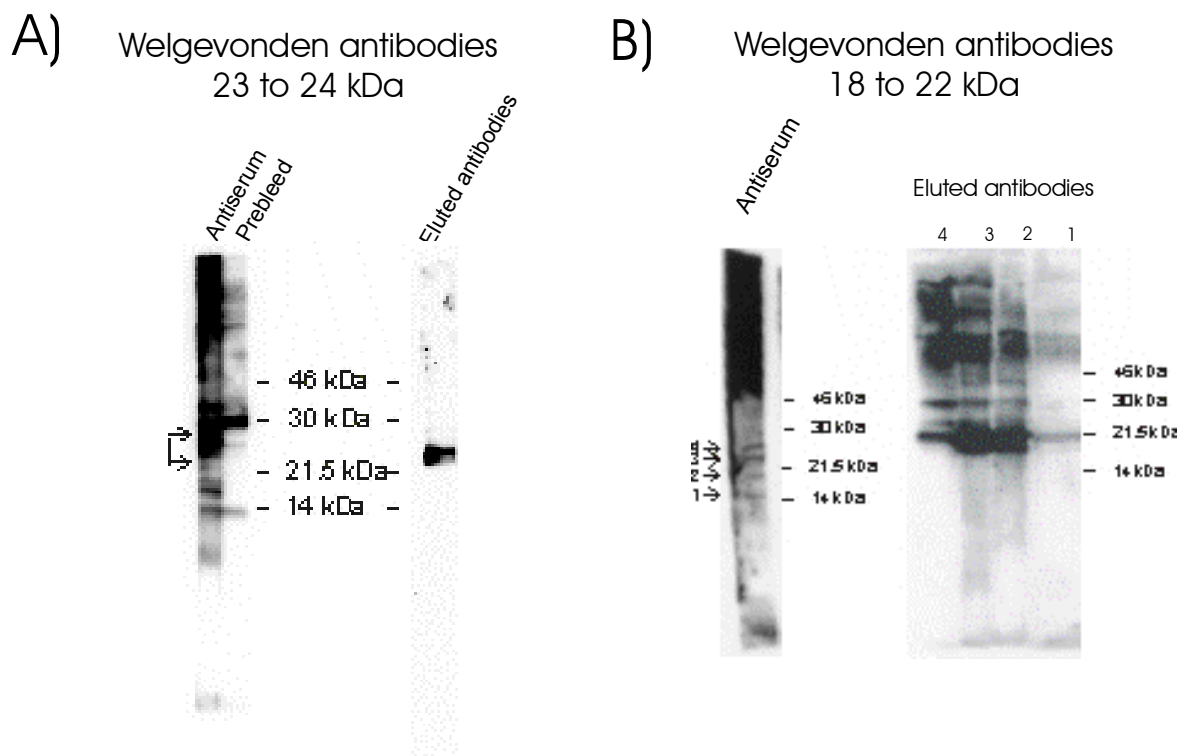 A)
Welgevonden antibodies
23 to 24 kDa
Antiserum
Prebleed
Eluted antibodies
– 46 kDa –
– 30 kDa –
– 21.5 kDa–
– 14 kDa –
B)
Welgevonden antibodies
18 to 22 kDa
Antiserum
Eluted antibodies
4 3 2 1
– 46 kDa
– 30 kDa
– 21.5 kDa
– 14 kDa
1
– 46 kDa
– 30 kDa
– 21.5 kDa
– 14 kDa